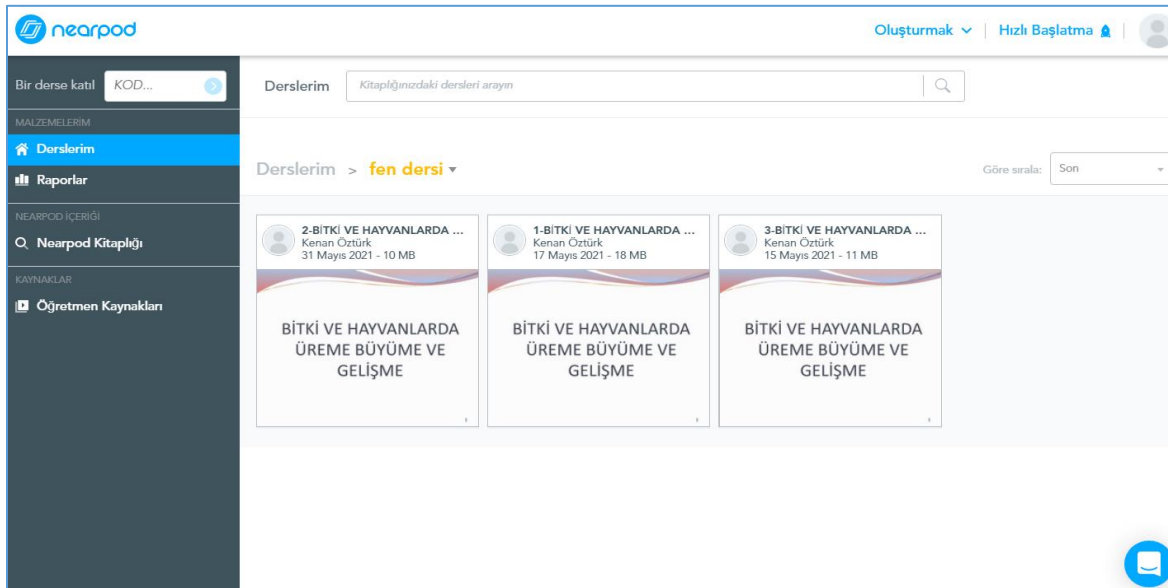 nearpod
Oluşturmak
Hızlı Başlatma
Bir derse katıl
KOD...
Derslerim
Kitaplığınızdaki dersleri arayın
MALZEMELERİM
Derslerim
Raporlar
NEARPOD İÇERİĞİ
Nearpod Kitaplığı
KAYNAKLAR
Öğretmen Kaynakları
Derslerim > fen dersi
Göre sırala:
Son
2-BİTKİ VE HAYVANLARDA ...
Kenan Öztürk
31 Mayıs 2021 - 10 MB
BİTKİ VE HAYVANLARDA
ÜREME BÜYÜME VE
GELİŞME
1-BİTKİ VE HAYVANLARDA ...
Kenan Öztürk
17 Mayıs 2021 - 18 MB
BİTKİ VE HAYVANLARDA
ÜREME BÜYÜME VE
GELİŞME
3-BİTKİ VE HAYVANLARDA ...
Kenan Öztürk
15 Mayıs 2021 - 11 MB
BİTKİ VE HAYVANLARDA
ÜREME BÜYÜME VE
GELİŞME